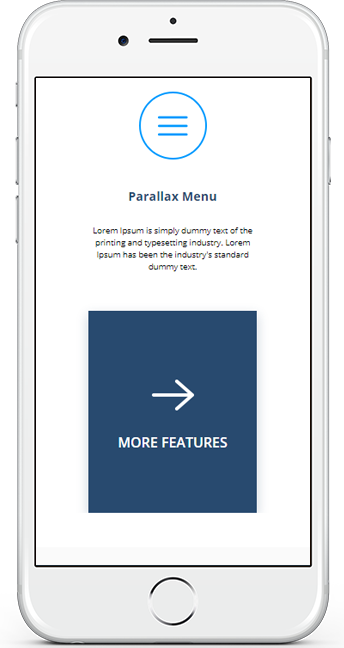 Parallax Menu
Lorem Ipsum is simply dummy text of the
printing and typesetting industry. Lorem
Ipsum has been the industry's standard
dummy text.
MORE FEATURES